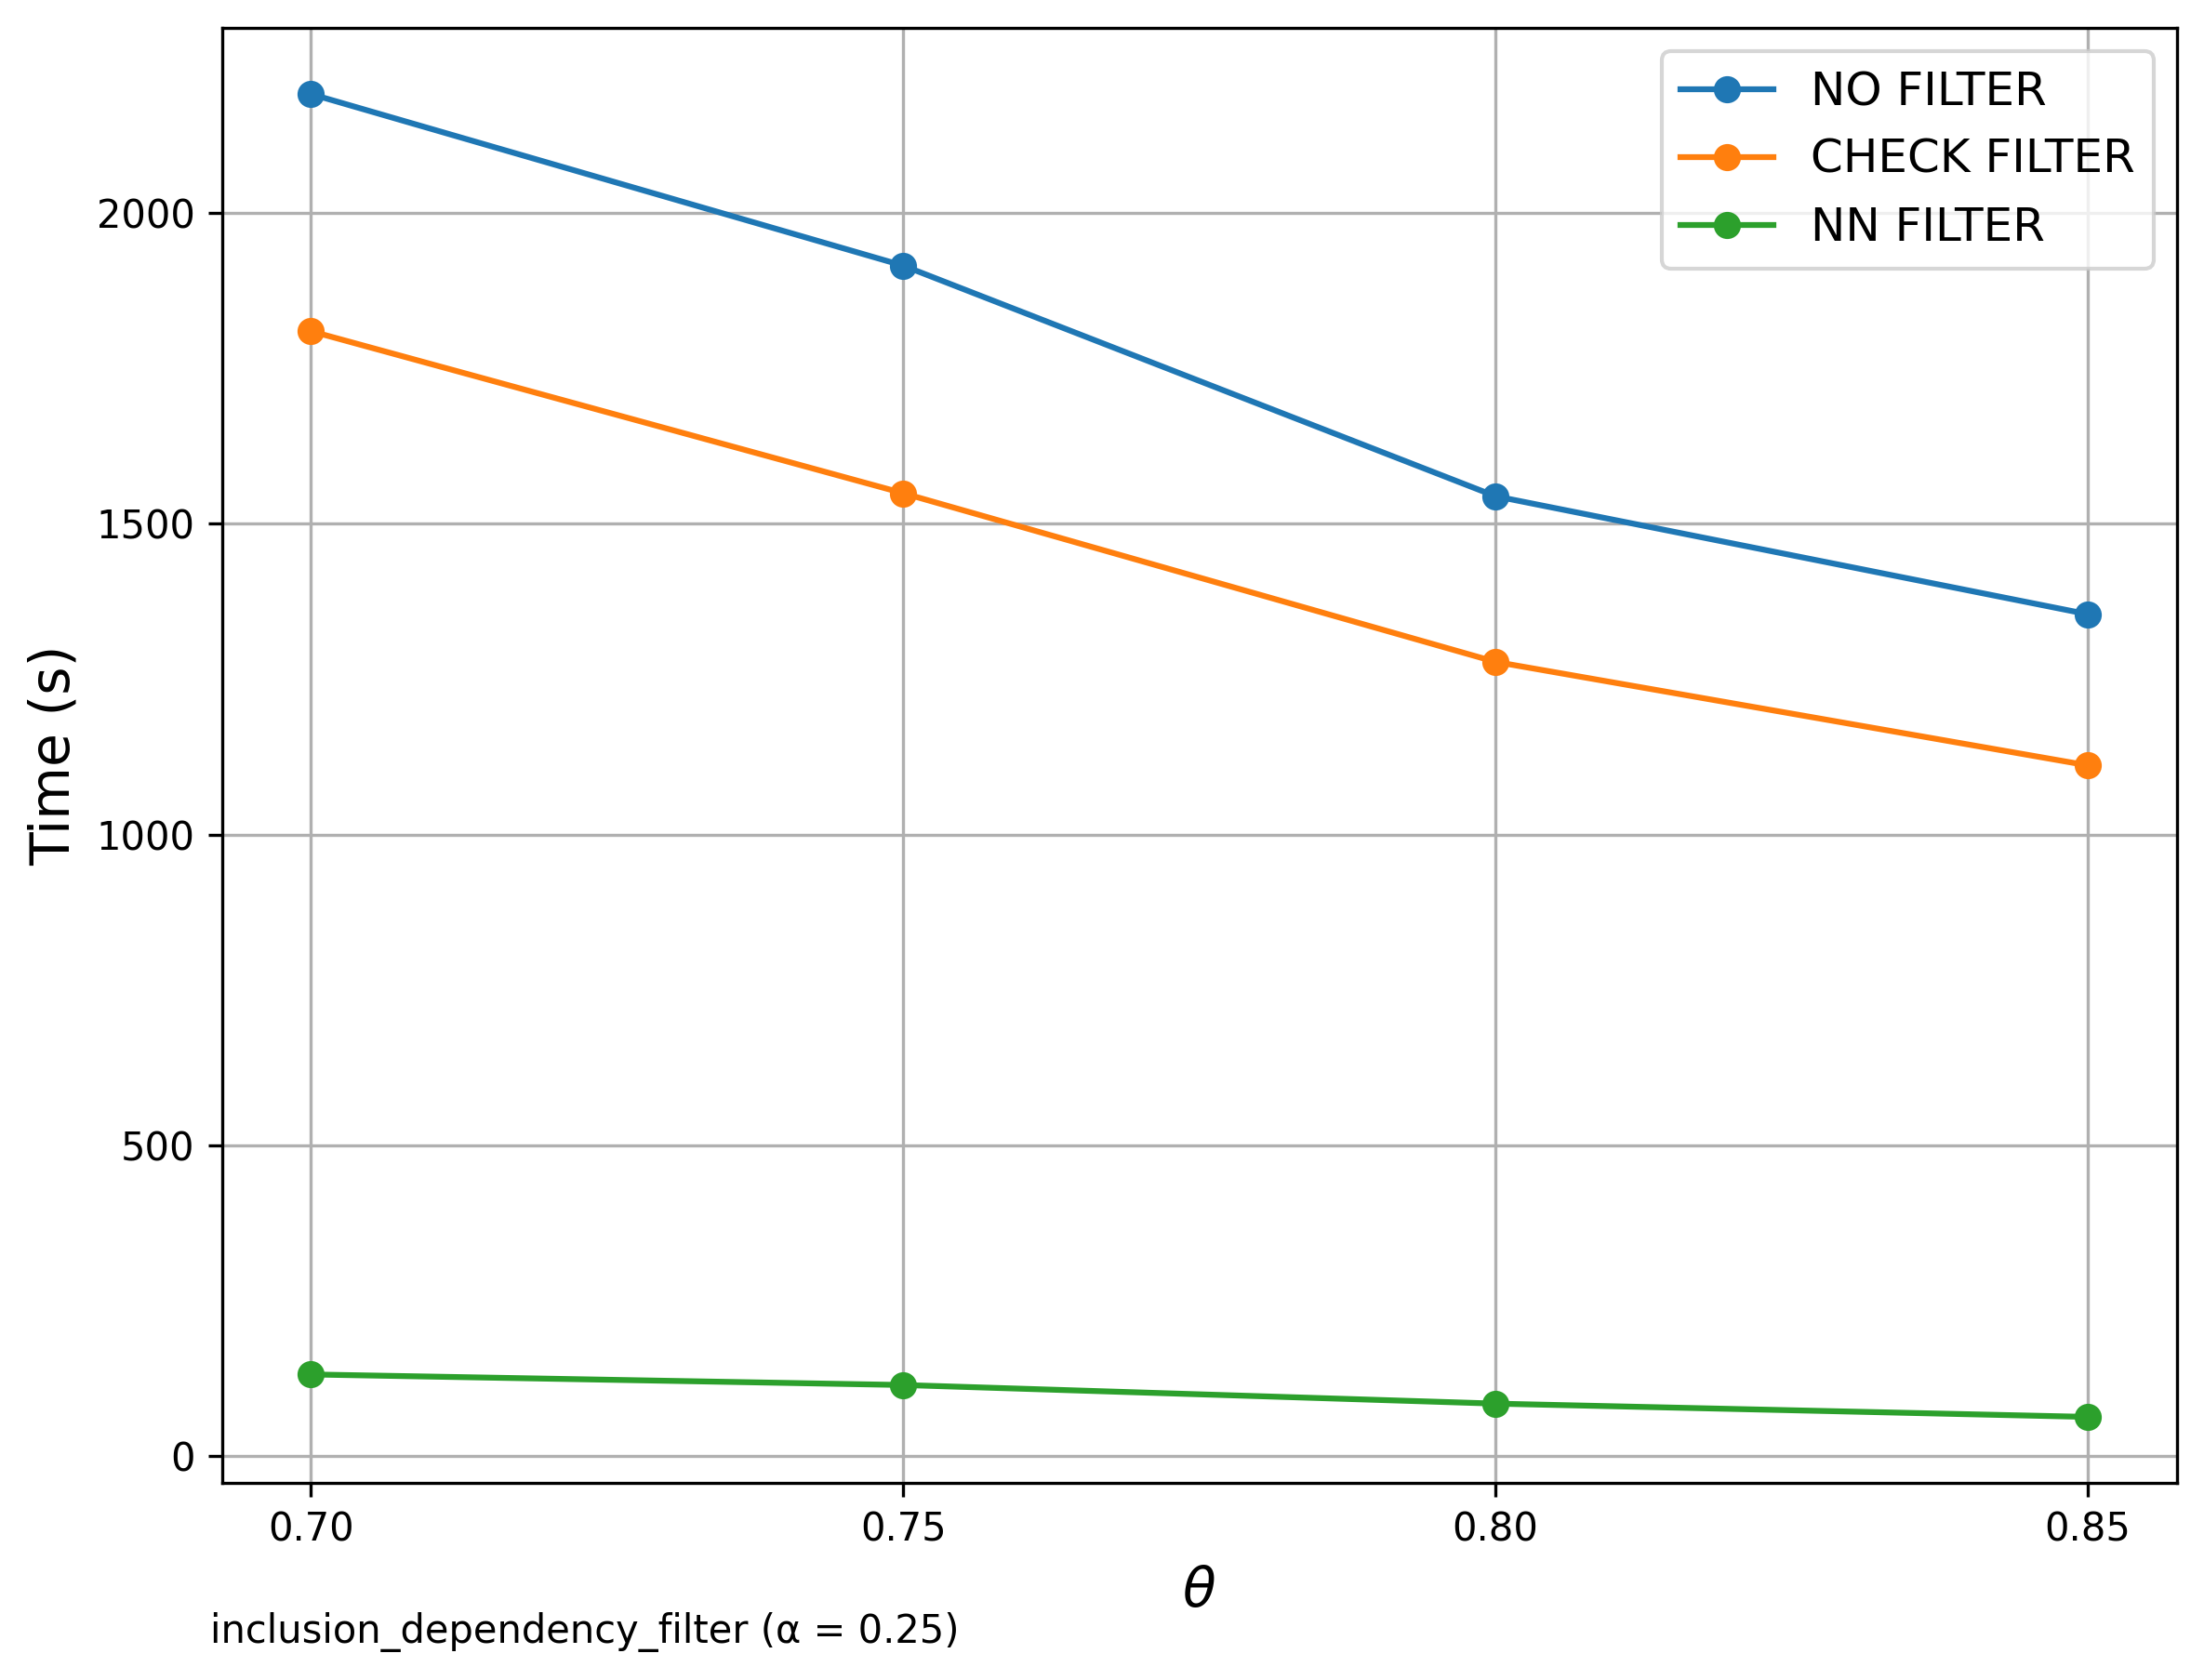 NO FILTER
CHECK FILTER
NN FILTER
Time (s)
2000
1500
1000
500
0
0.70 0.75 0.80 0.85
θ
inclusion_dependency_filter (α = 0.25)